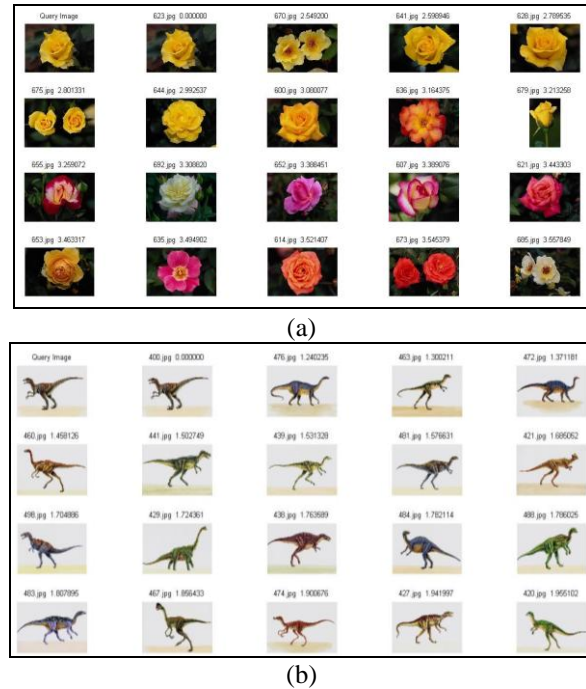 Query Image 623.jpg 0.000000 670.jpg 2.549200 641.jpg 2.598946 628.jpg 2.789535
675.jpg 2.801331 644.jpg 2.992537 600.jpg 3.080077 636.jpg 3.164375 679.jpg 3.213258
655.jpg 3.259072 692.jpg 3.308820 652.jpg 3.388451 607.jpg 3.389076 621.jpg 3.443303
653.jpg 3.463317 635.jpg 3.494902 614.jpg 3.521407 673.jpg 3.545379 685.jpg 3.557849
(a)
Query Image 400.jpg 0.000000 476.jpg 1.240235 463.jpg 1.300211 472.jpg 1.371181
460.jpg 1.458126 441.jpg 1.502749 439.jpg 1.531328 481.jpg 1.576631 421.jpg 1.685052
498.jpg 1.704886 429.jpg 1.724361 438.jpg 1.763589 484.jpg 1.782114 488.jpg 1.786025
483.jpg 1.807895 467.jpg 1.856433 474.jpg 1.900676 427.jpg 1.941997 420.jpg 1.955102
(b)